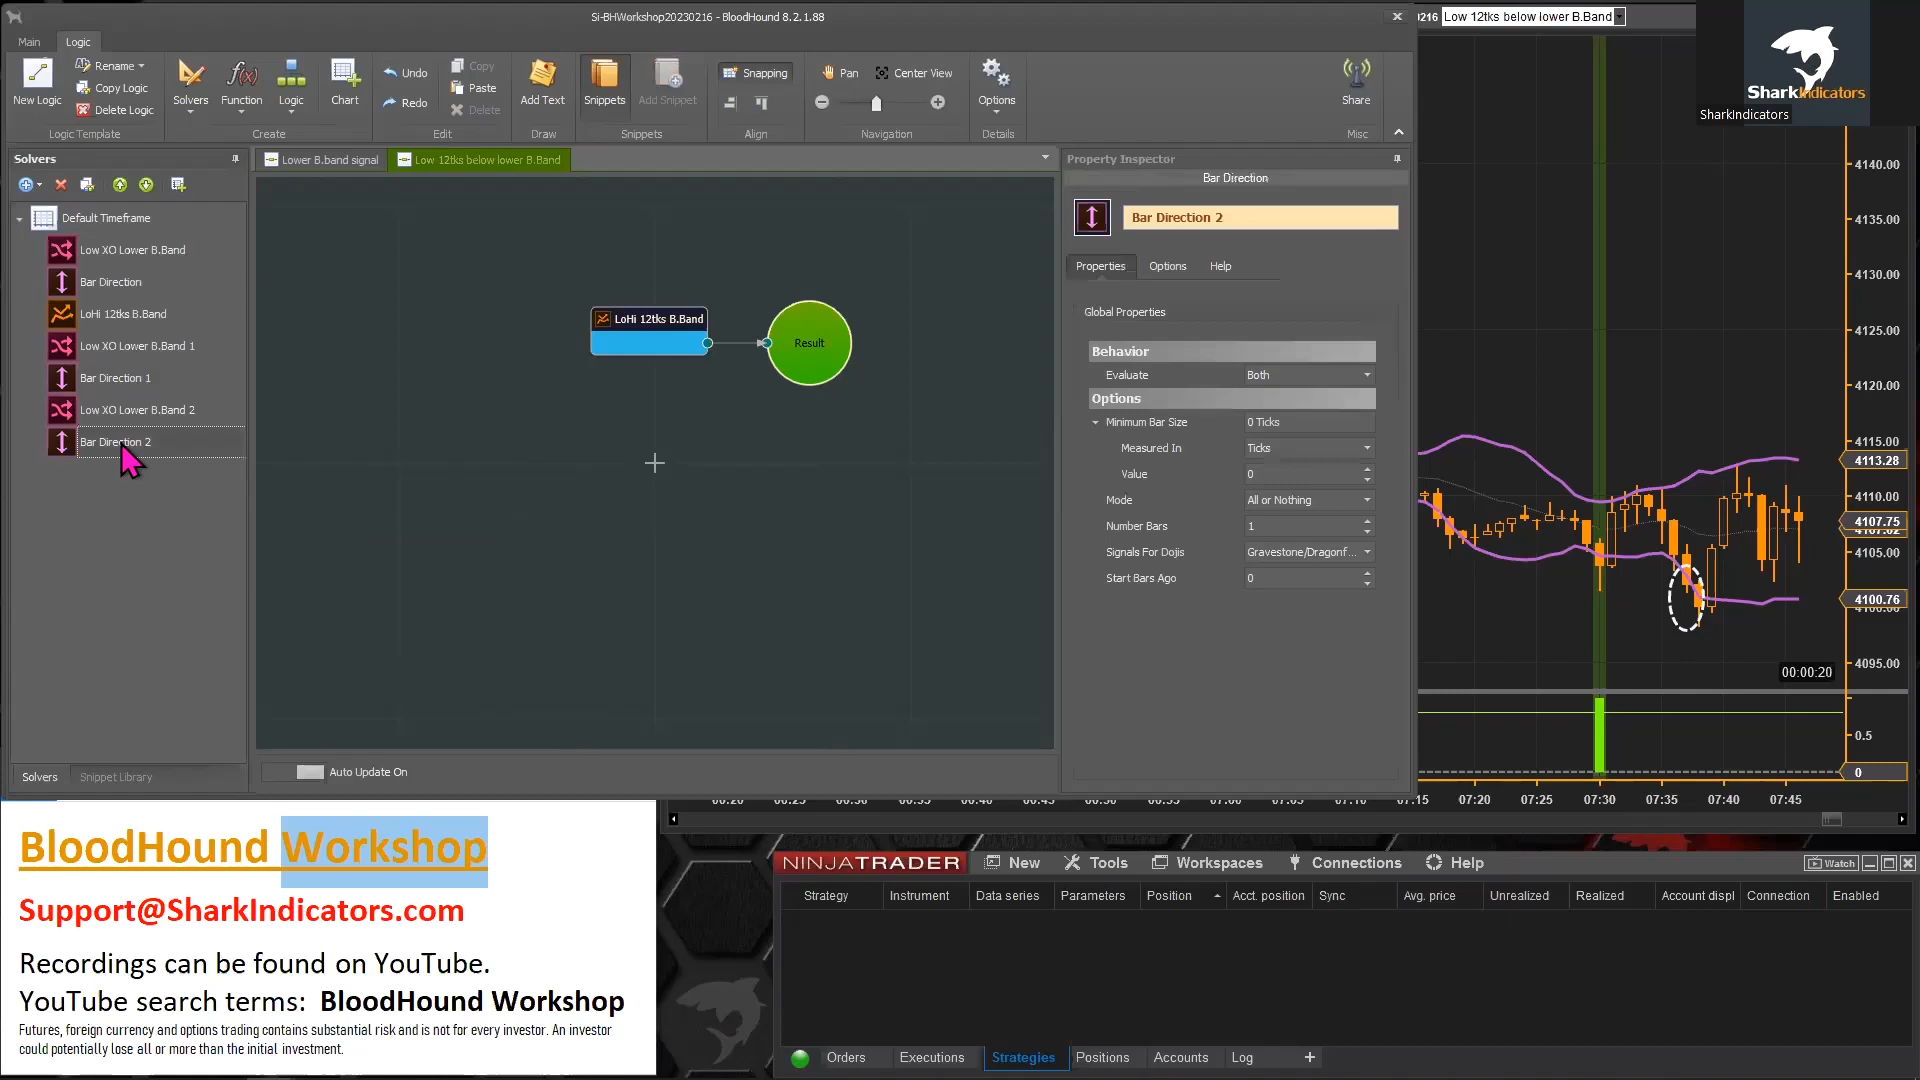 Si-BHWorkshop20230216 - BloodHound 8.2.1.88
0216
Low 12tks below lower B.Band
SharkIndicators
SharkIndicators
Main
Logic
New Logic
Rename
Copy Logic
Delete Logic
Logic Template
Solvers
Function
Logic
Chart
Create
Undo
Redo
Copy
Paste
Delete
Edit
Add Text
Draw
Snippets
Add Snippet
Snippets
Snapping
Align
Pan
Center View
Navigation
Options
Details
Share
Misc
Solvers
Default Timeframe
Low XO Lower B.Band
Bar Direction
LoHi 12tks B.Band
Low XO Lower B.Band 1
Bar Direction 1
Low XO Lower B.Band 2
Bar Direction 2
Solvers
Snippet Library
Lower B.band signal
Low 12tks below lower B.Band
LoHi 12tks B.Band
Result
Auto Update On
Property Inspector
Bar Direction
Bar Direction 2
Properties
Options
Help
Global Properties
Behavior
Evaluate Both
Options
Minimum Bar Size 0 Ticks
Measured In Ticks
Value 0
Mode All or Nothing
Number Bars 1
Signals For Dojis Gravestone/Dragonf...
Start Bars Ago 0
4140.00
4135.00
4130.00
4125.00
4120.00
4115.00
4113.28
4110.00
4107.75
4105.00
4100.76
4095.00
00:00:20
0.5
0
07:15 07:20 07:25 07:30 07:35 07:40 07:45
BloodHound Workshop
Support@SharkIndicators.com
Recordings can be found on YouTube.
YouTube search terms: BloodHound Workshop
Futures, foreign currency and options trading contains substantial risk and is not for every investor. An investor
could potentially lose all or more than the initial investment.
NINJATRADER
New
Tools
Workspaces
Connections
Help
Watch
Strategy Instrument Data series Parameters Position Acct. position Sync Avg. price Unrealized Realized Account displ Connection Enabled
Orders Executions Strategies Positions Accounts Log +